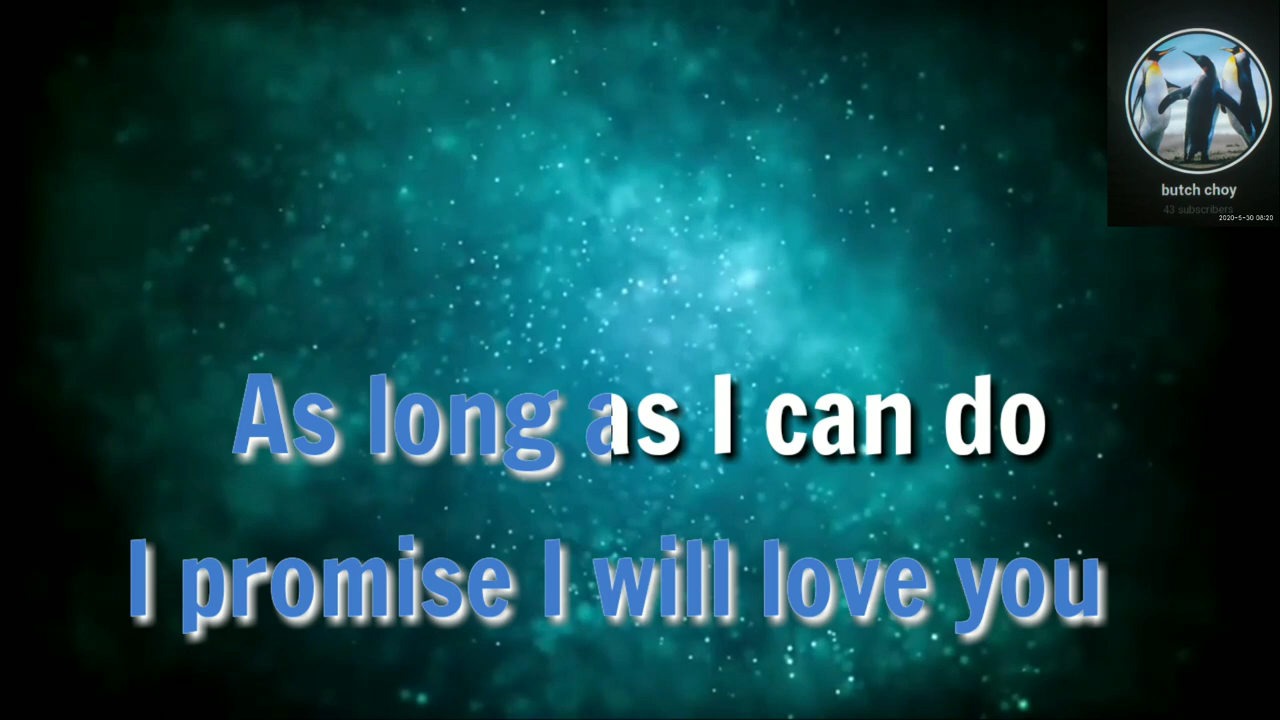 butch choy
43 subscribers
2020-5-30 08:20
As long as I can do
I promise I will love you